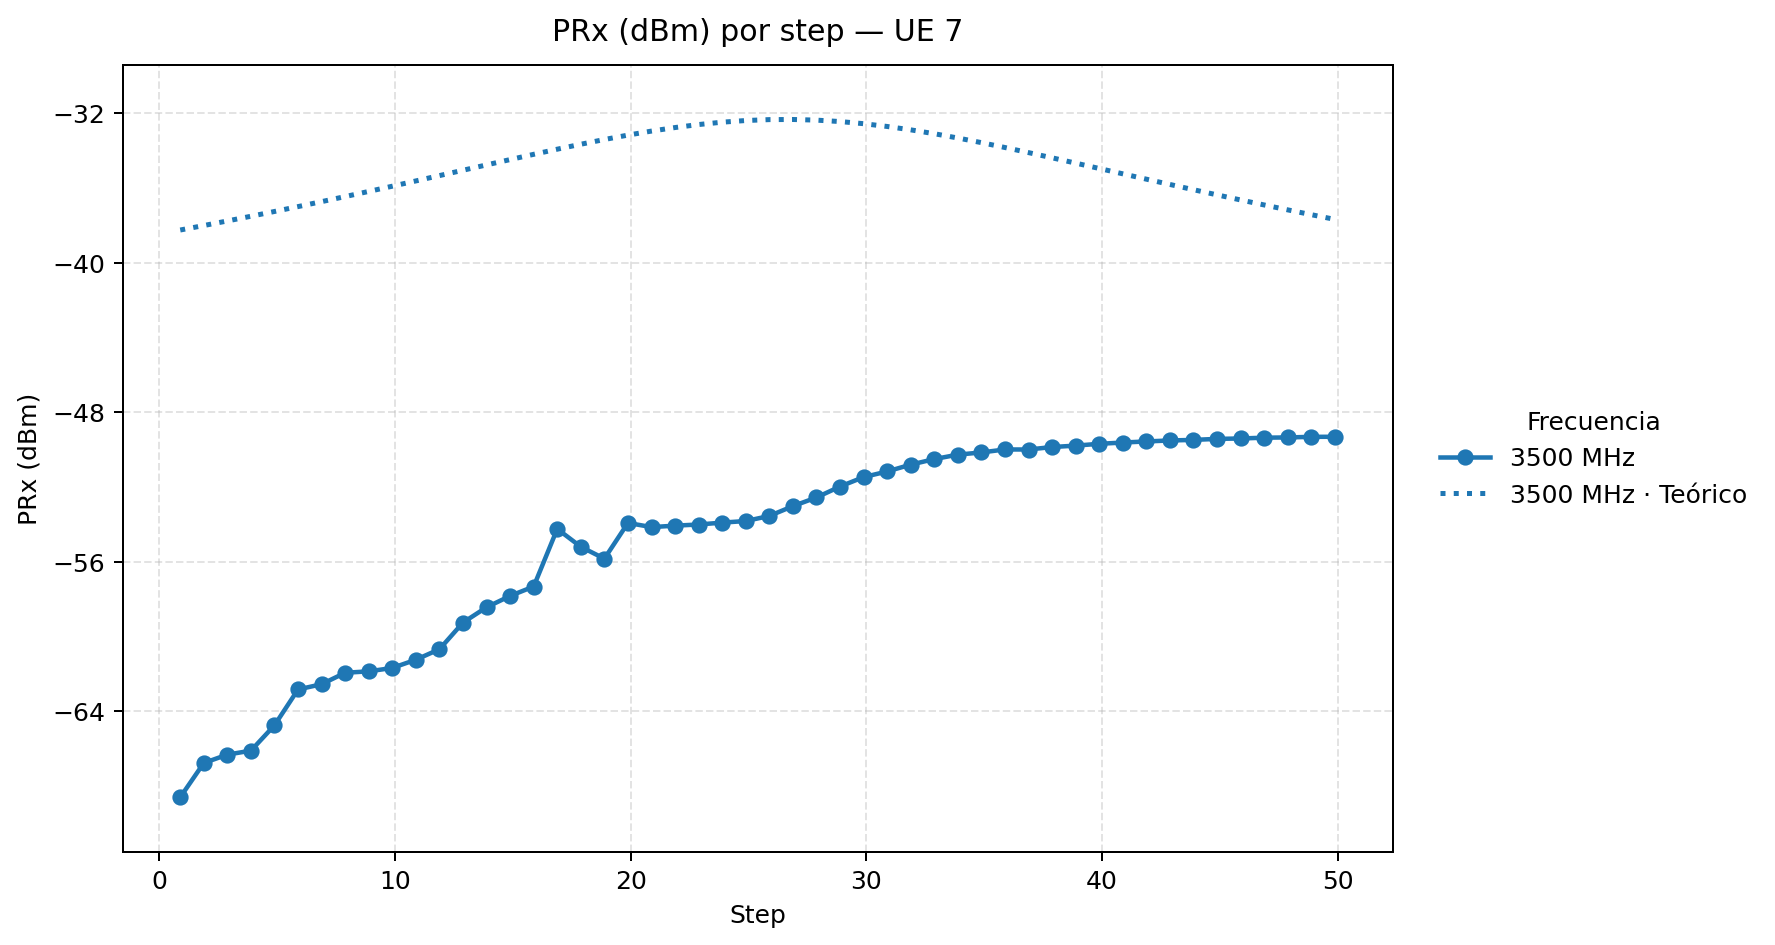 PRx (dBm) por step — UE 7
PRx (dBm)
−32
−40
−48
−56
−64
0
10
20
30
40
50
Step
Frecuencia
3500 MHz
3500 MHz · Teórico